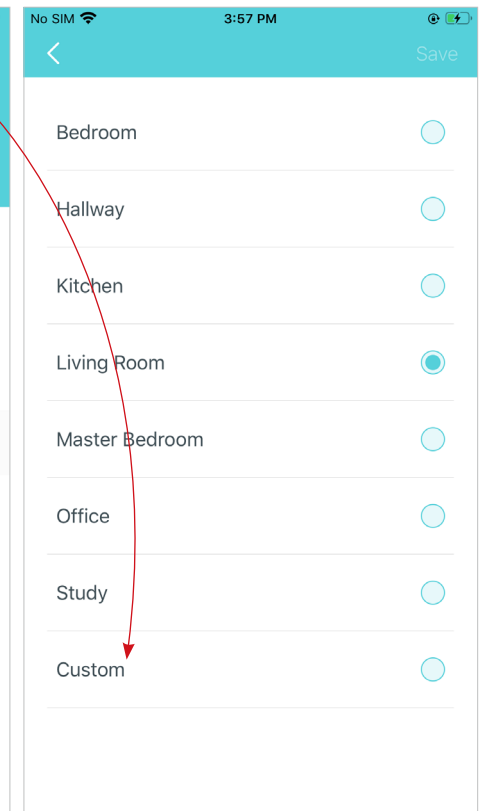 No SIM 3:57 PM
Save
Bedroom
Hallway
Kitchen
Living Room
Master Bedroom
Office
Study
Custom